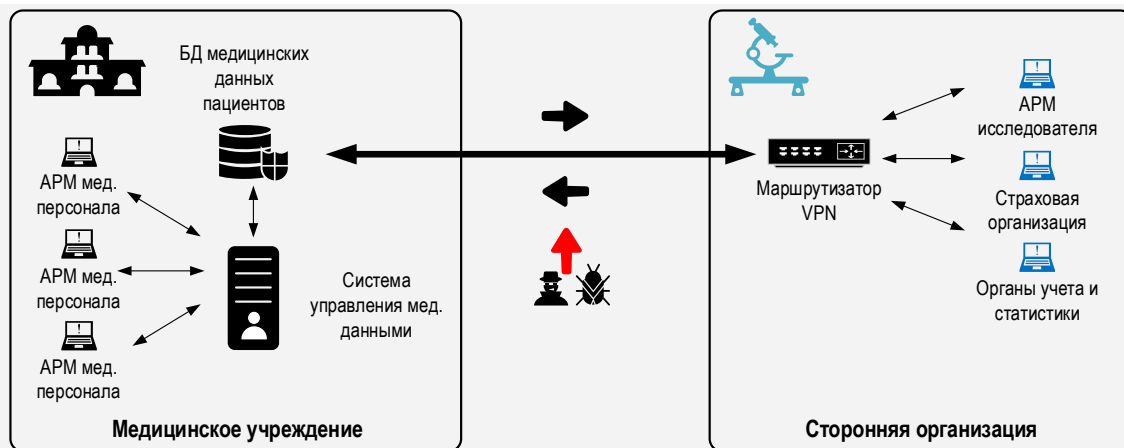 БД медицинских
данных
пациентов
АРМ мед.
персонала
АРМ мед.
персонала
АРМ мед.
персонала
Система
управления мед.
данными
Медицинское учреждение
Маршрутизатор
VPN
АРМ
исследователя
Страховая
организация
Органы учета и
статистики
Сторонняя организация